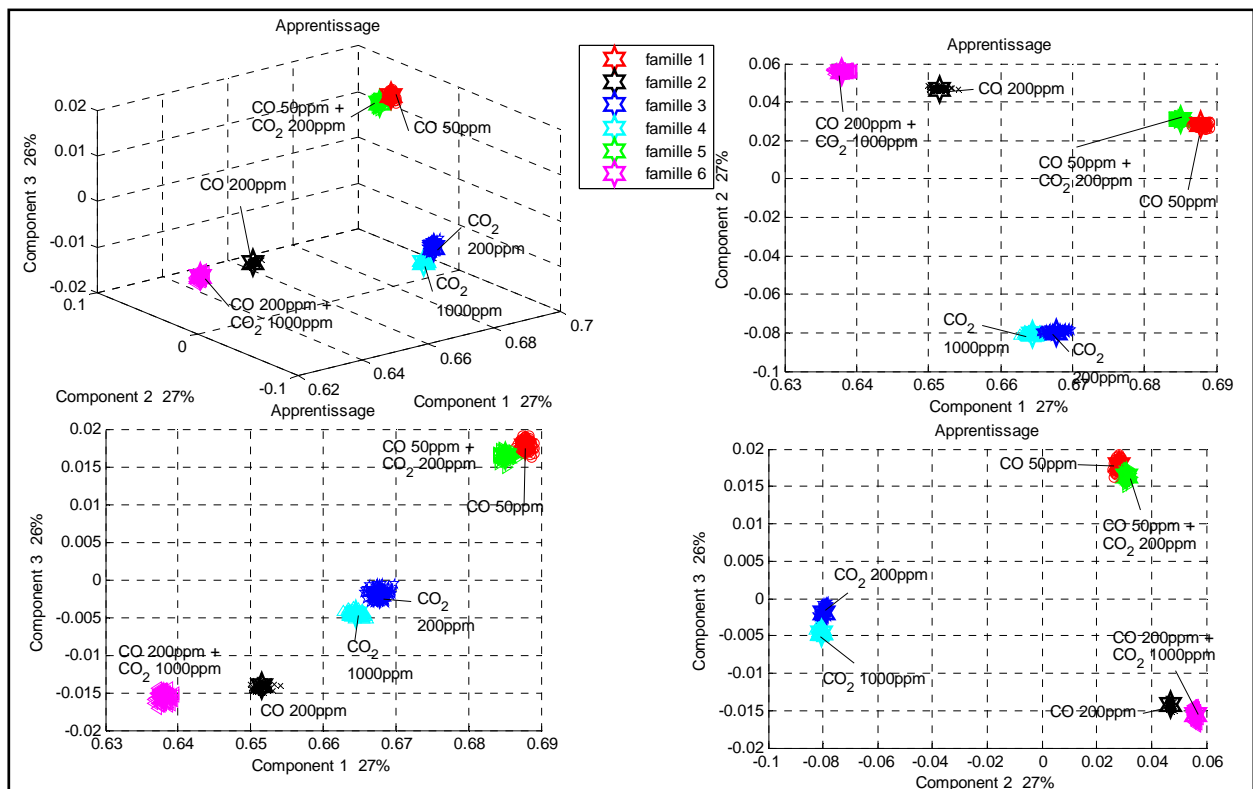 Apprentissage
Component 3 26%
0.02
0.01
0
-0.01
-0.02
0.1
0
-0.1
0.62
0.64
0.66
0.68
0.7
Component 2 27%
Component 1 27%
CO 50ppm +
CO2 200ppm
CO 50ppm
CO 200ppm
CO2
200ppm
CO2
1000ppm
CO 200ppm +
CO2 1000ppm
famille 1
famille 2
famille 3
famille 4
famille 5
famille 6
Apprentissage
Component 2 27%
0.06
0.04
0.02
0
-0.02
-0.04
-0.06
-0.08
-0.1
0.63
0.64
0.65
0.66
0.67
0.68
0.69
Component 1 27%
CO 200ppm
CO 200ppm +
CO2 1000ppm
CO 50ppm +
CO2 200ppm
CO 50ppm
CO2
1000ppm
CO2
200ppm
Apprentissage
Component 3 26%
0.02
0.015
0.01
0.005
0
-0.005
-0.01
-0.015
-0.02
0.63
0.64
0.65
0.66
0.67
0.68
0.69
Component 1 27%
CO 50ppm +
CO2 200ppm
CO 50ppm
CO2
200ppm
CO2
1000ppm
CO 200ppm +
CO2 1000ppm
CO 200ppm
Apprentissage
Component 3 26%
0.02
0.015
0.01
0.005
0
-0.005
-0.01
-0.015
-0.02
-0.1
-0.08
-0.06
-0.04
-0.02
0
0.02
0.04
0.06
Component 2 27%
CO 50ppm
CO 50ppm +
CO2 200ppm
CO2 200ppm
CO2 1000ppm
CO 200ppm +
CO2 1000ppm
CO 200ppm